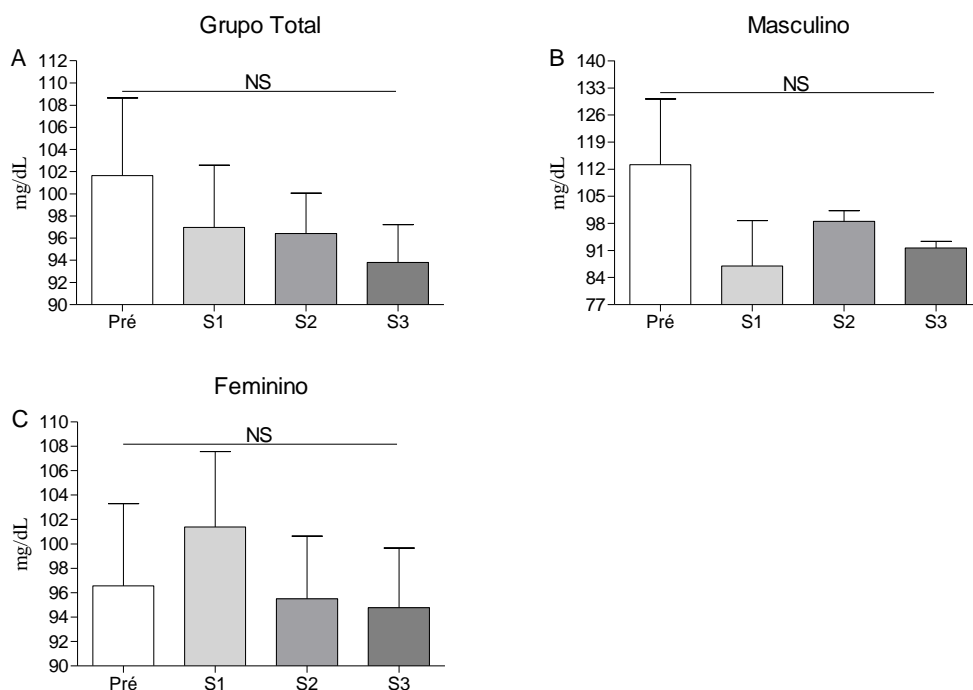 Grupo Total
A
NS
mg/dL
112
110
108
106
104
102
100
98
96
94
92
90
Pré S1 S2 S3
Masculino
B
NS
mg/dL
140
133
126
119
112
105
98
91
84
77
Pré S1 S2 S3
Feminino
C
NS
mg/dL
110
108
106
104
102
100
98
96
94
92
90
Pré S1 S2 S3